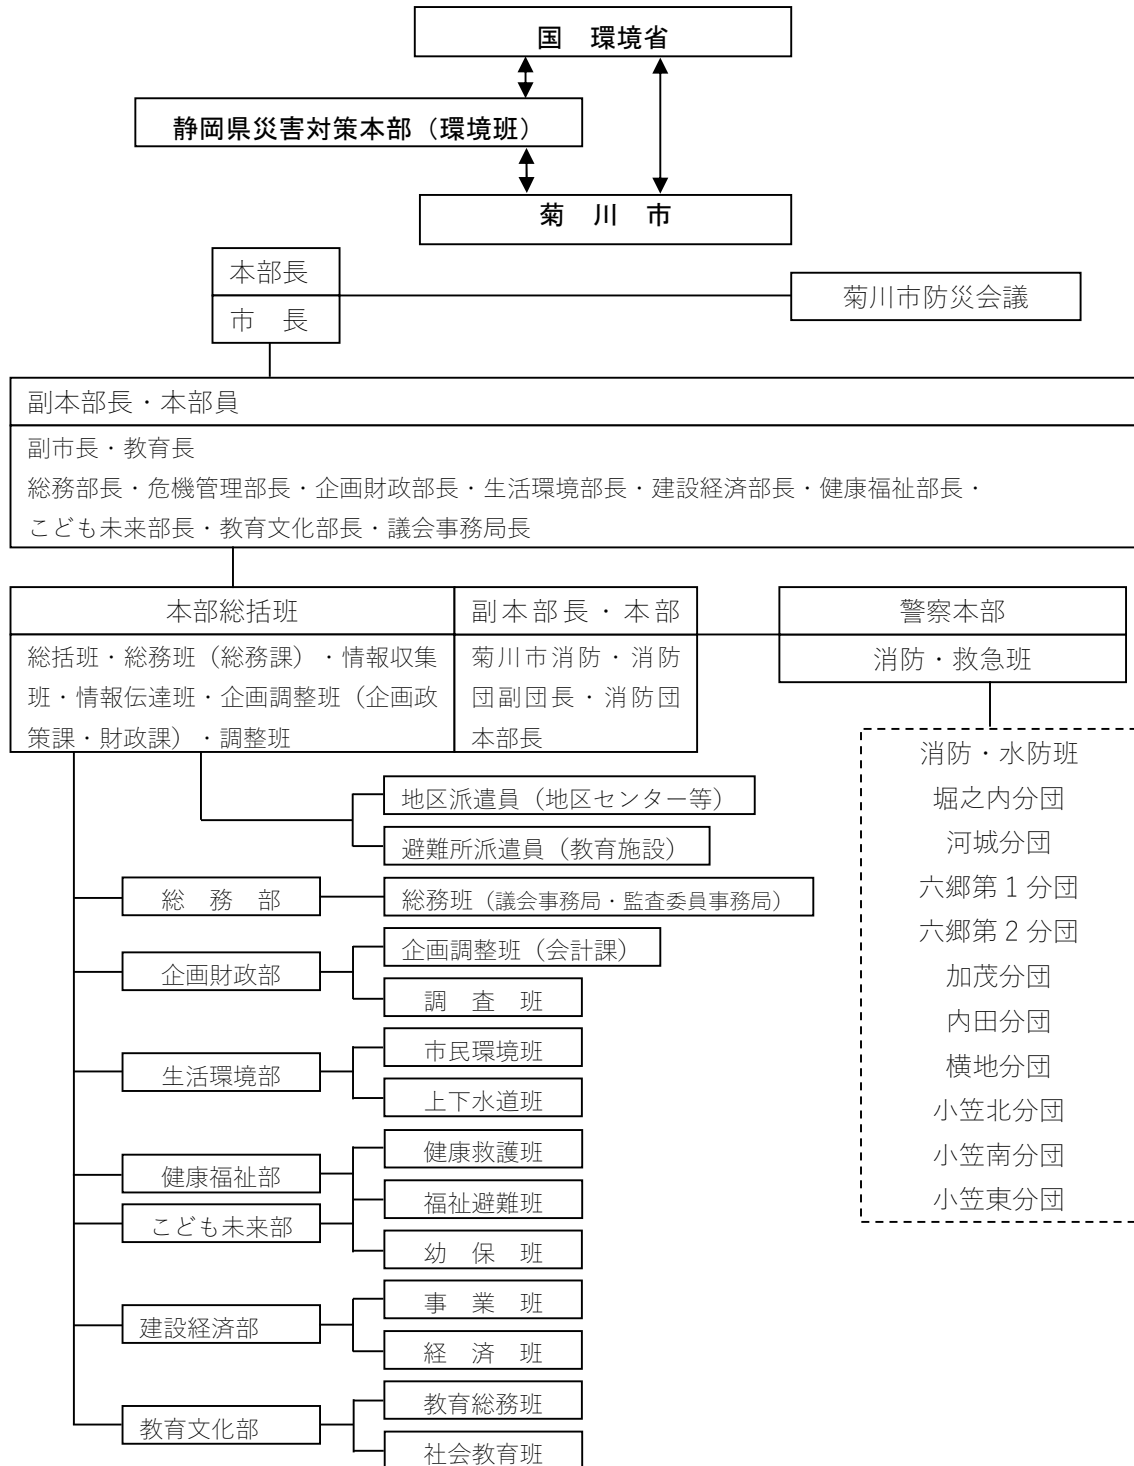 国　環境省
静岡県災害対策本部（環境班）
菊　川　市
本部長
市　長
菊川市防災会議
副本部長・本部員
副市長・教育長
総務部長・危機管理部長・企画財政部長・生活環境部長・建設経済部長・健康福祉部長・
こども未来部長・教育文化部長・議会事務局長
本部総括班
総括班・総務班（総務課）・情報収集
班・情報伝達班・企画調整班（企画政
策課・財政課）・調整班
副本部長・本部
菊川市消防・消防
団副団長・消防団
本部長
警察本部
消防・救急班
消防・水防班
堀之内分団
河城分団
六郷第１分団
六郷第２分団
加茂分団
内田分団
横地分団
小笠北分団
小笠南分団
小笠東分団
地区派遣員（地区センター等）
避難所派遣員（教育施設）
総　務　部
総務班（議会事務局・監査委員事務局）
企画財政部
企画調整班（会計課）
調　査　班
生活環境部
市民環境班
上下水道班
健康福祉部
こども未来部
健康救護班
福祉避難班
幼　保　班
建設経済部
事　業　班
経　済　班
教育文化部
教育総務班
社会教育班